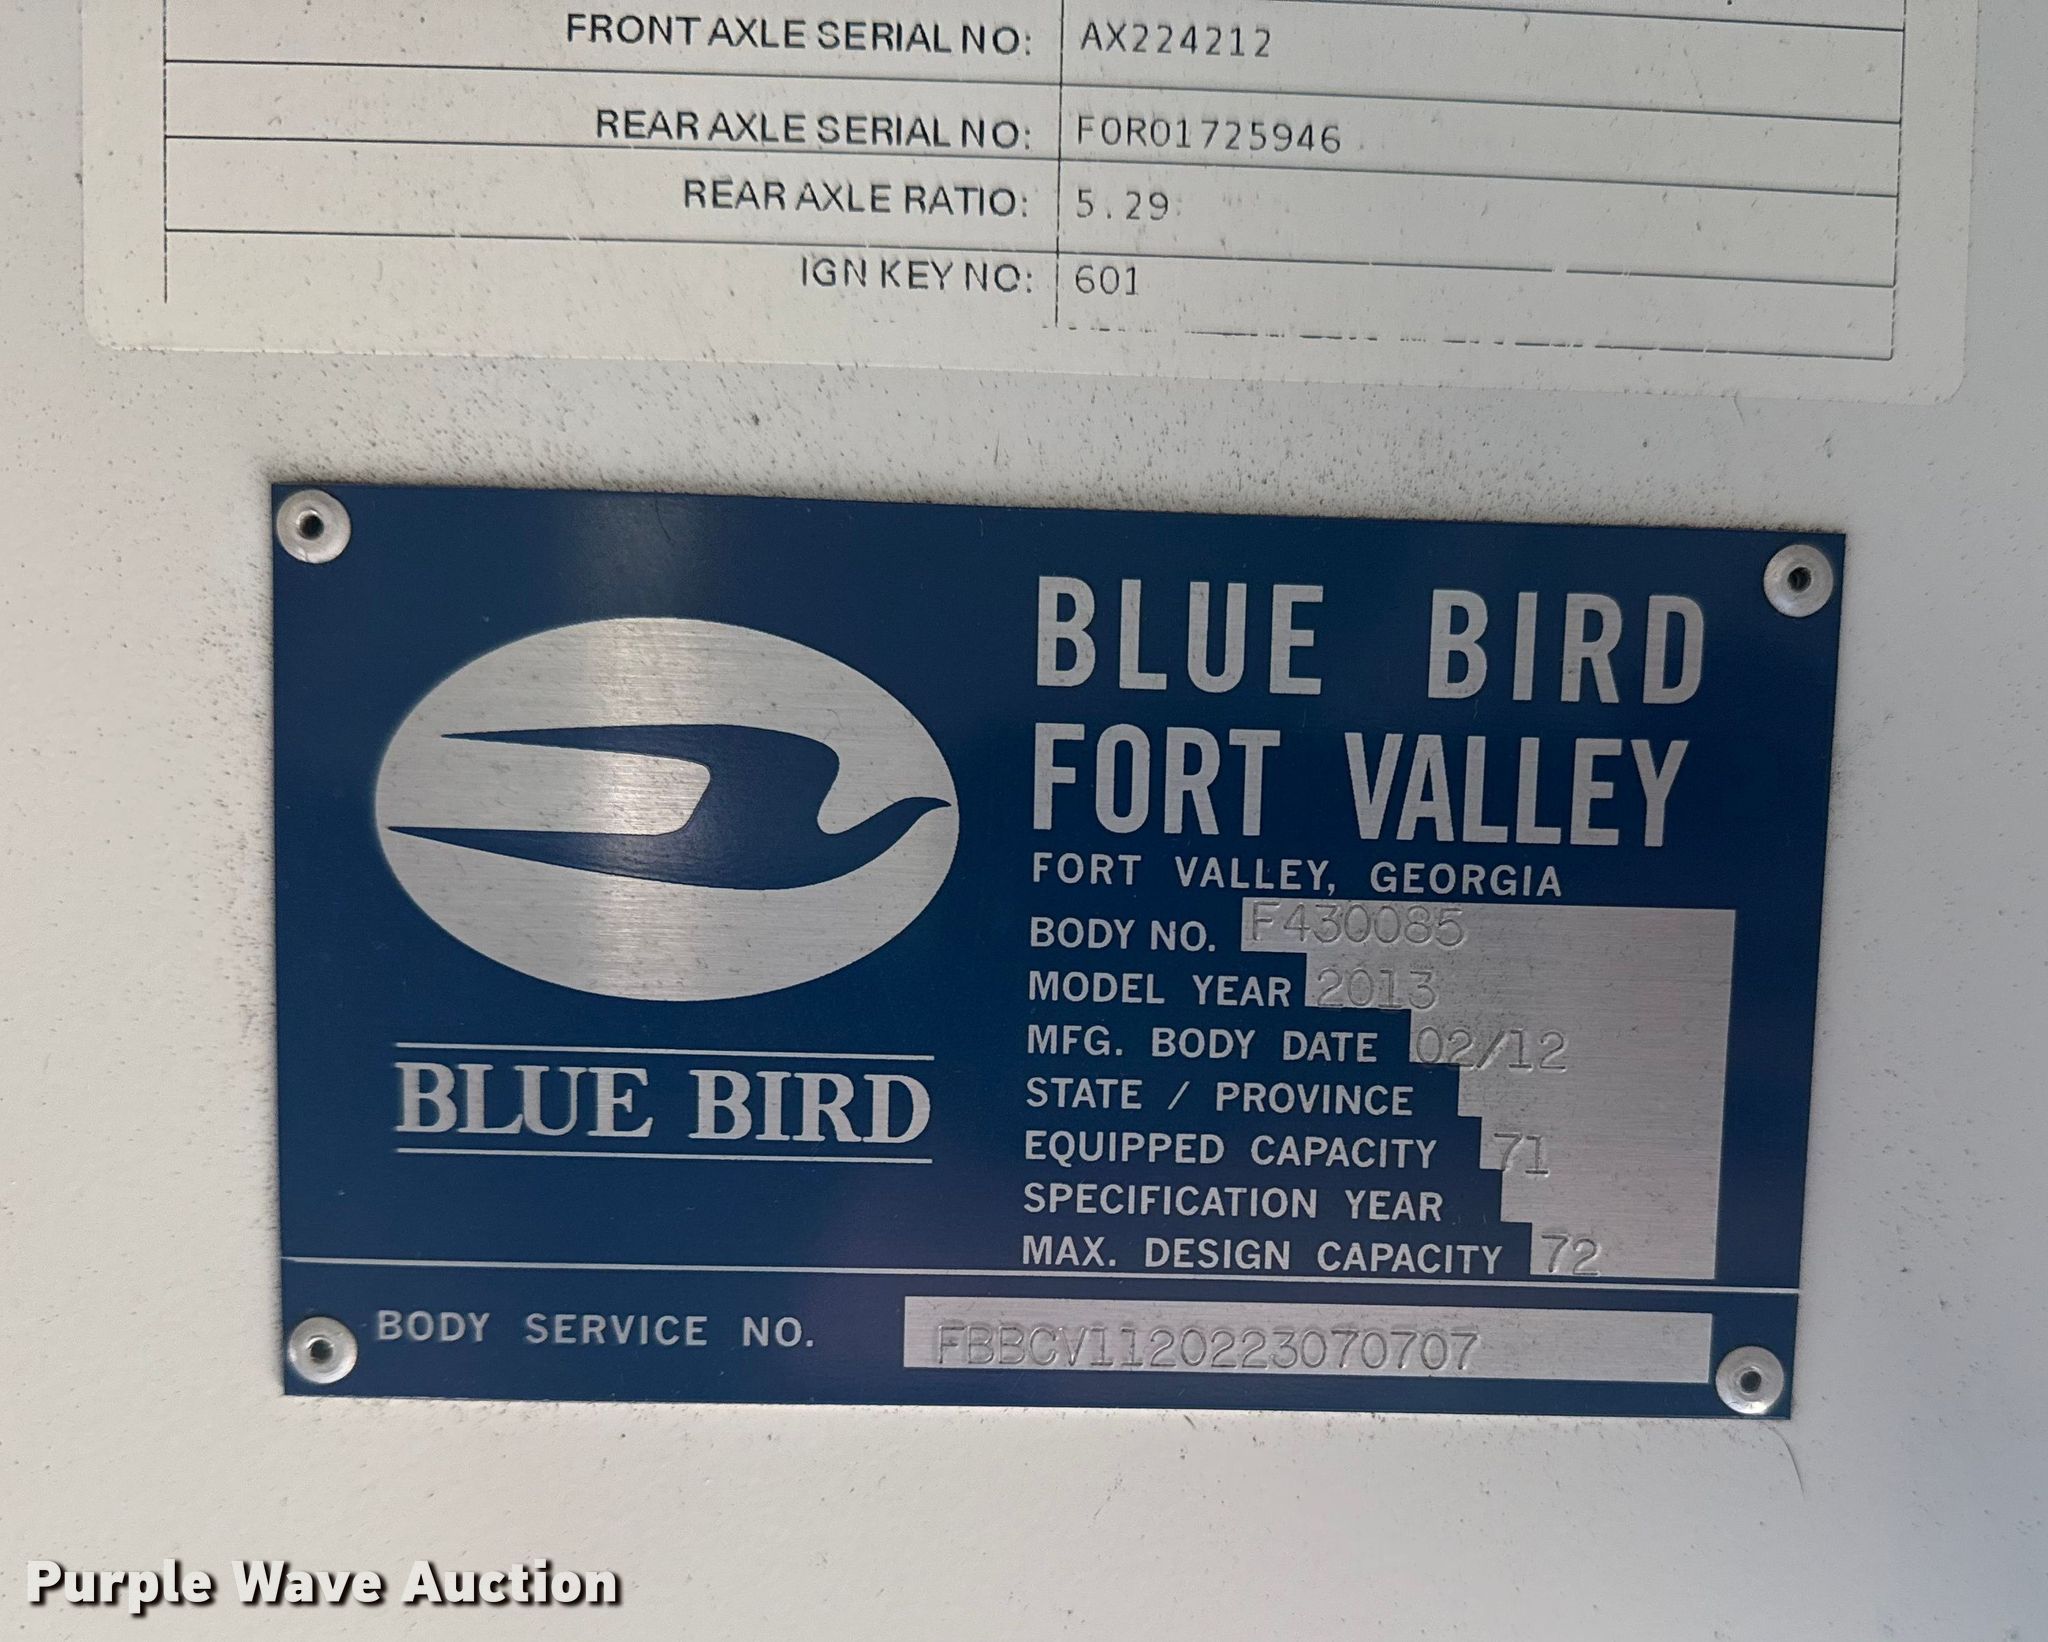 FRONT AXLE SERIAL NO: AX224212
REAR AXLE SERIAL NO: F0R01725946
REAR AXLE RATIO: 5.29
IGN KEY NO: 601
BLUE BIRD
FORT VALLEY
FORT VALLEY, GEORGIA
BODY NO. F430085
MODEL YEAR 2013
MFG. BODY DATE 02/12
STATE / PROVINCE
EQUIPPED CAPACITY 71
SPECIFICATION YEAR
MAX. DESIGN CAPACITY 72
BLUE BIRD
BODY SERVICE NO. FBBCV1120223070707
Purple Wave Auction